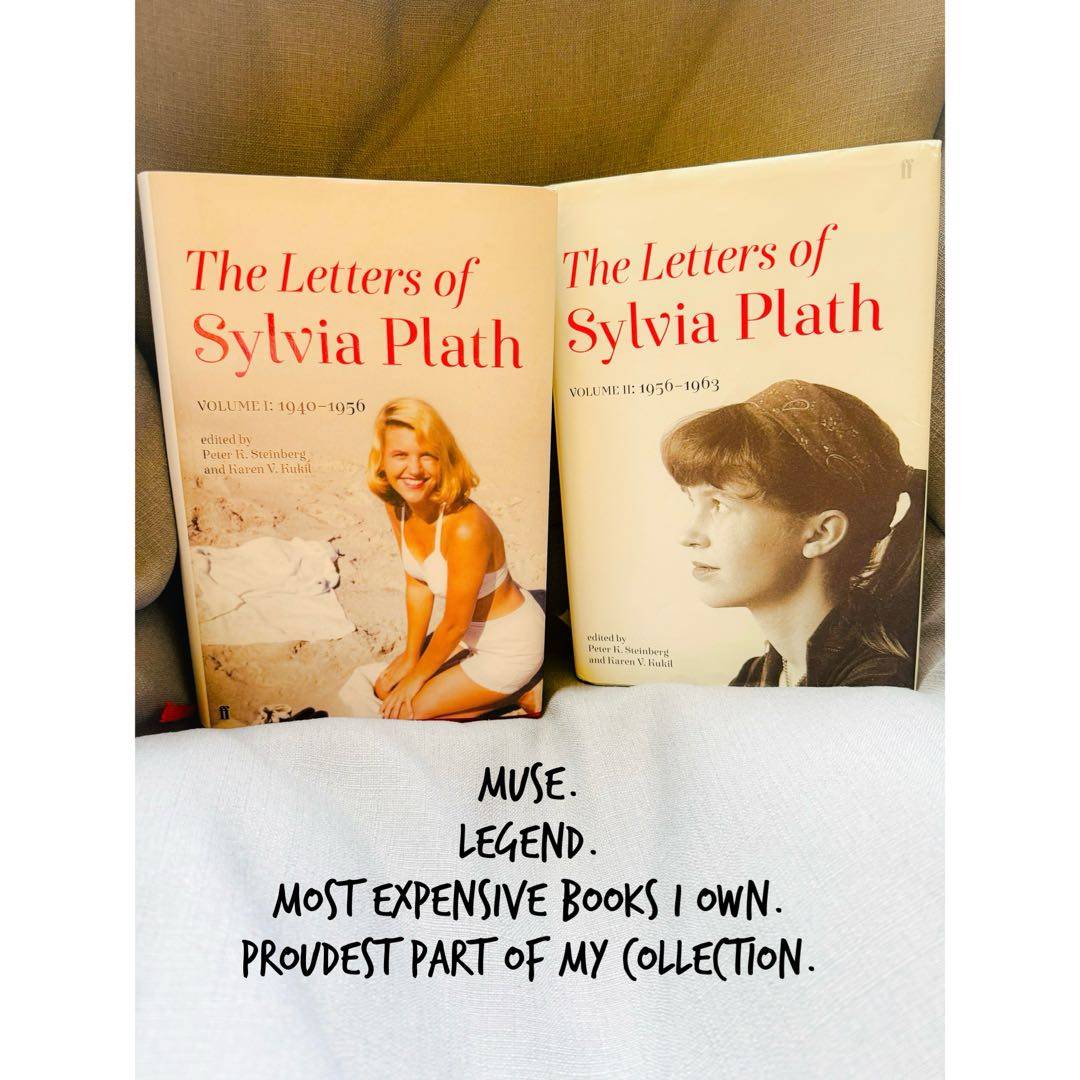 The Letters of
Sylvia Plath
VOLUME I: 1940–1956
edited by
Peter K. Steinberg
and Karen V. Kukil
ff
ff
The Letters of
Sylvia Plath
VOLUME II: 1956–1963
edited by
Peter K. Steinberg
and Karen V. Kukil
MUSE.
LEGEND.
MOST EXPENSIVE BOOKS I OWN.
PROUDEST PART OF MY COLLECTION.